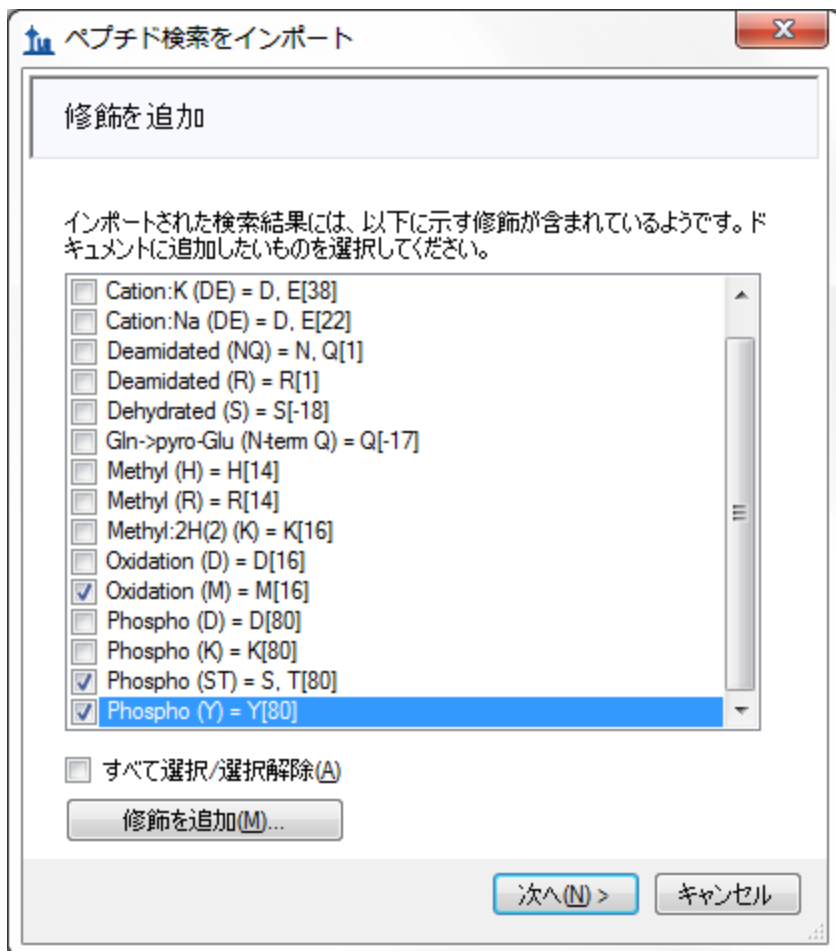 ペプチド検索をインポート
修飾を追加
インポートされた検索結果には、以下に示す修飾が含まれているようです。ド
キュメントに追加したいものを選択してください。
Cation:K (DE) = D, E[38]
Cation:Na (DE) = D, E[22]
Deamidated (NQ) = N, Q[1]
Deamidated (R) = R[1]
Dehydrated (S) = S[-18]
Gln->pyro-Glu (N-term Q) = Q[-17]
Methyl (H) = H[14]
Methyl (R) = R[14]
Methyl:2H(2) (K) = K[16]
Oxidation (D) = D[16]
Oxidation (M) = M[16]
Phospho (D) = D[80]
Phospho (K) = K[80]
Phospho (ST) = S, T[80]
Phospho (Y) = Y[80]
すべて選択/選択解除(A)
修飾を追加(M)...
次へ(N) >
キャンセル